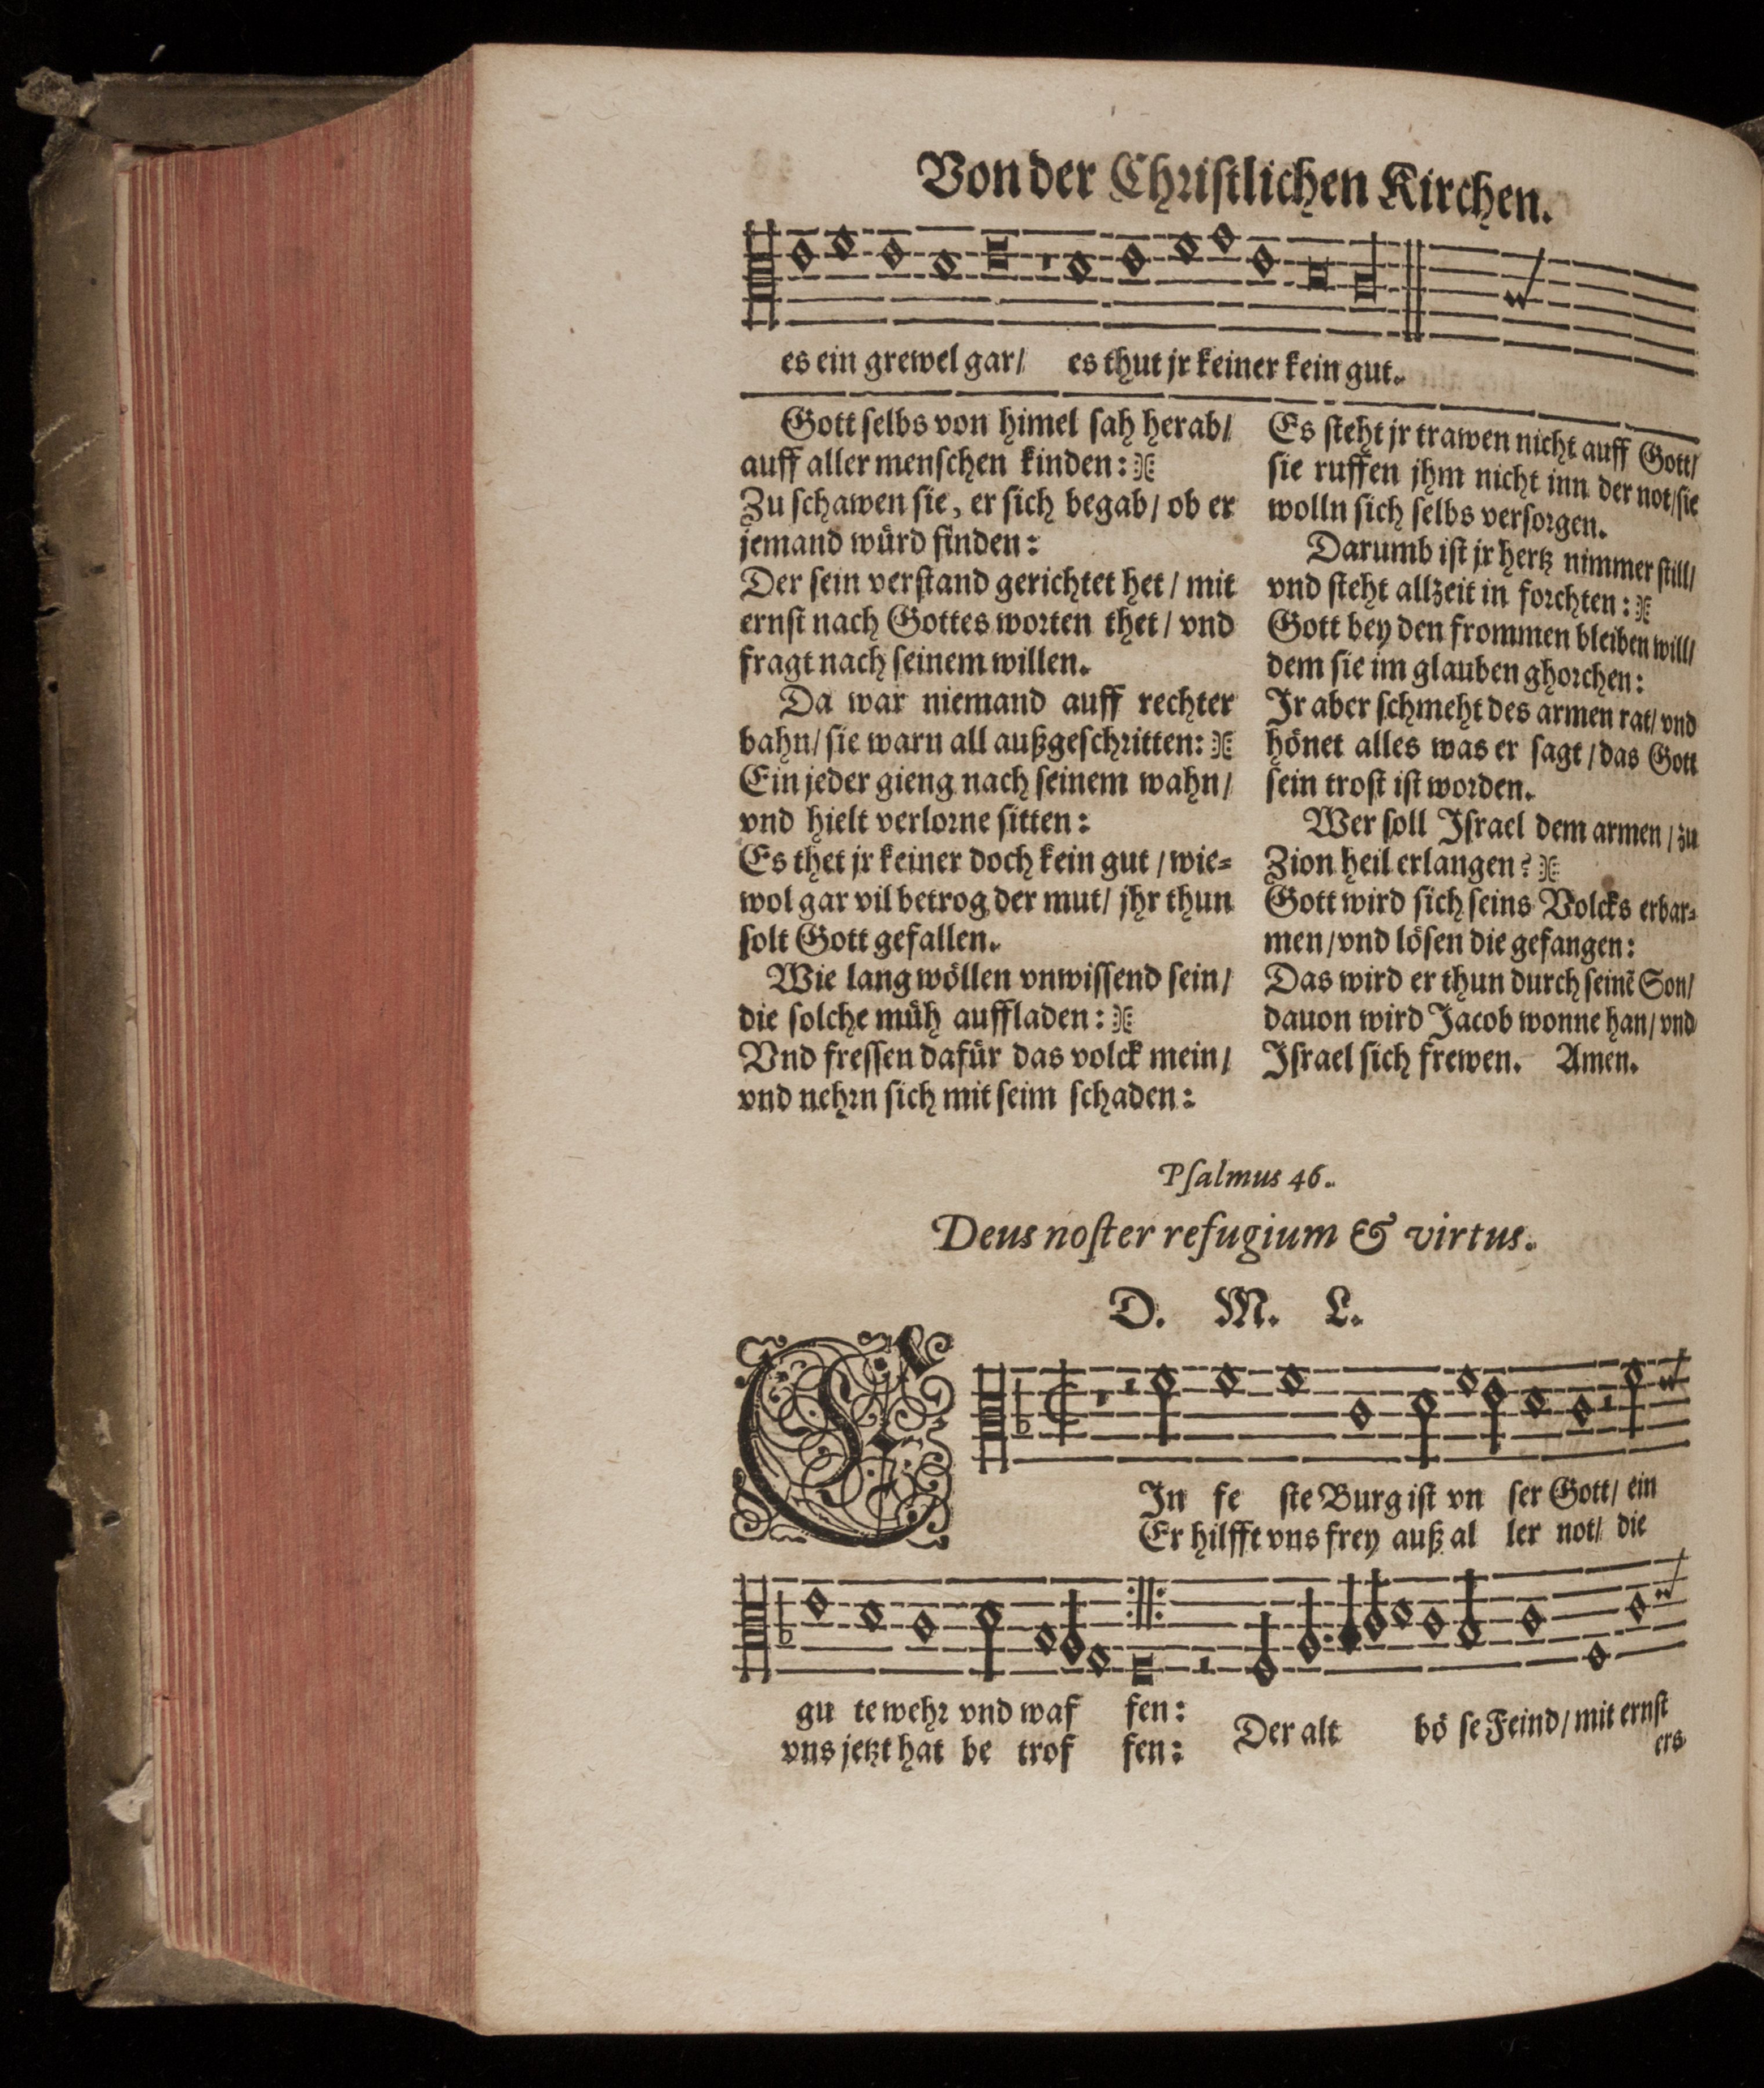 Von der Christlichen Kirchen.
es ein grewel gar/ es thut jr keiner kein gut.
Gott selbs von himel sah herab/
auff aller menschen kinden:
Zu schawen sie, er sich begab/ ob er
jemand würd finden:
Der sein verstand gerichtet het/ mit
ernst nach Gottes worten thet/ vnd
fragt nach seinem willen.
Da war niemand auff rechter
bahn/ sie warn all außgeschritten:
Ein jeder gieng nach seinem wahn/
vnd hielt verlorne sitten:
Es thet jr keiner doch kein gut/ wie-
wol gar vil betrog der mut/ jhr thun
solt Gott gefallen.
Wie lang wöllen vnwissend sein/
die solche müh auffladen:
Vnd fressen dafür das volck mein/
vnd nehrn sich mit seim schaden:
Es steht jr trawen nicht auff Gott/
sie ruffen jhm nicht inn der not/ sie
wolln sich selbs versorgen.
Darumb ist jr hertz nimmer still/
vnd steht allzeit in forchten:
Gott bey den frommen bleiben will/
dem sie im glauben ghorchen:
Jr aber schmeht des armen rat/ vnd
hönet alles was er sagt/ das Gott
sein trost ist worden.
Wer soll Israel dem armen/ zu
Zion heil erlangen?
Gott wird sich seins Volcks erbar-
men/ vnd lösen die gefangen:
Das wird er thun durch seinē Son/
dauon wird Jacob wonne han/ vnd
Israel sich frewen. Amen.
Psalmus 46.
Deus noster refugium & virtus.
D. M. L.
EIn fe ste Burg ist vn ser Gott/ ein
Er hilfft vns frey auß al ler not/ die
gu te wehr vnd waf fen:
vns jetzt hat be trof fen:
Der alt bö se Feind/ mit ernst
ers